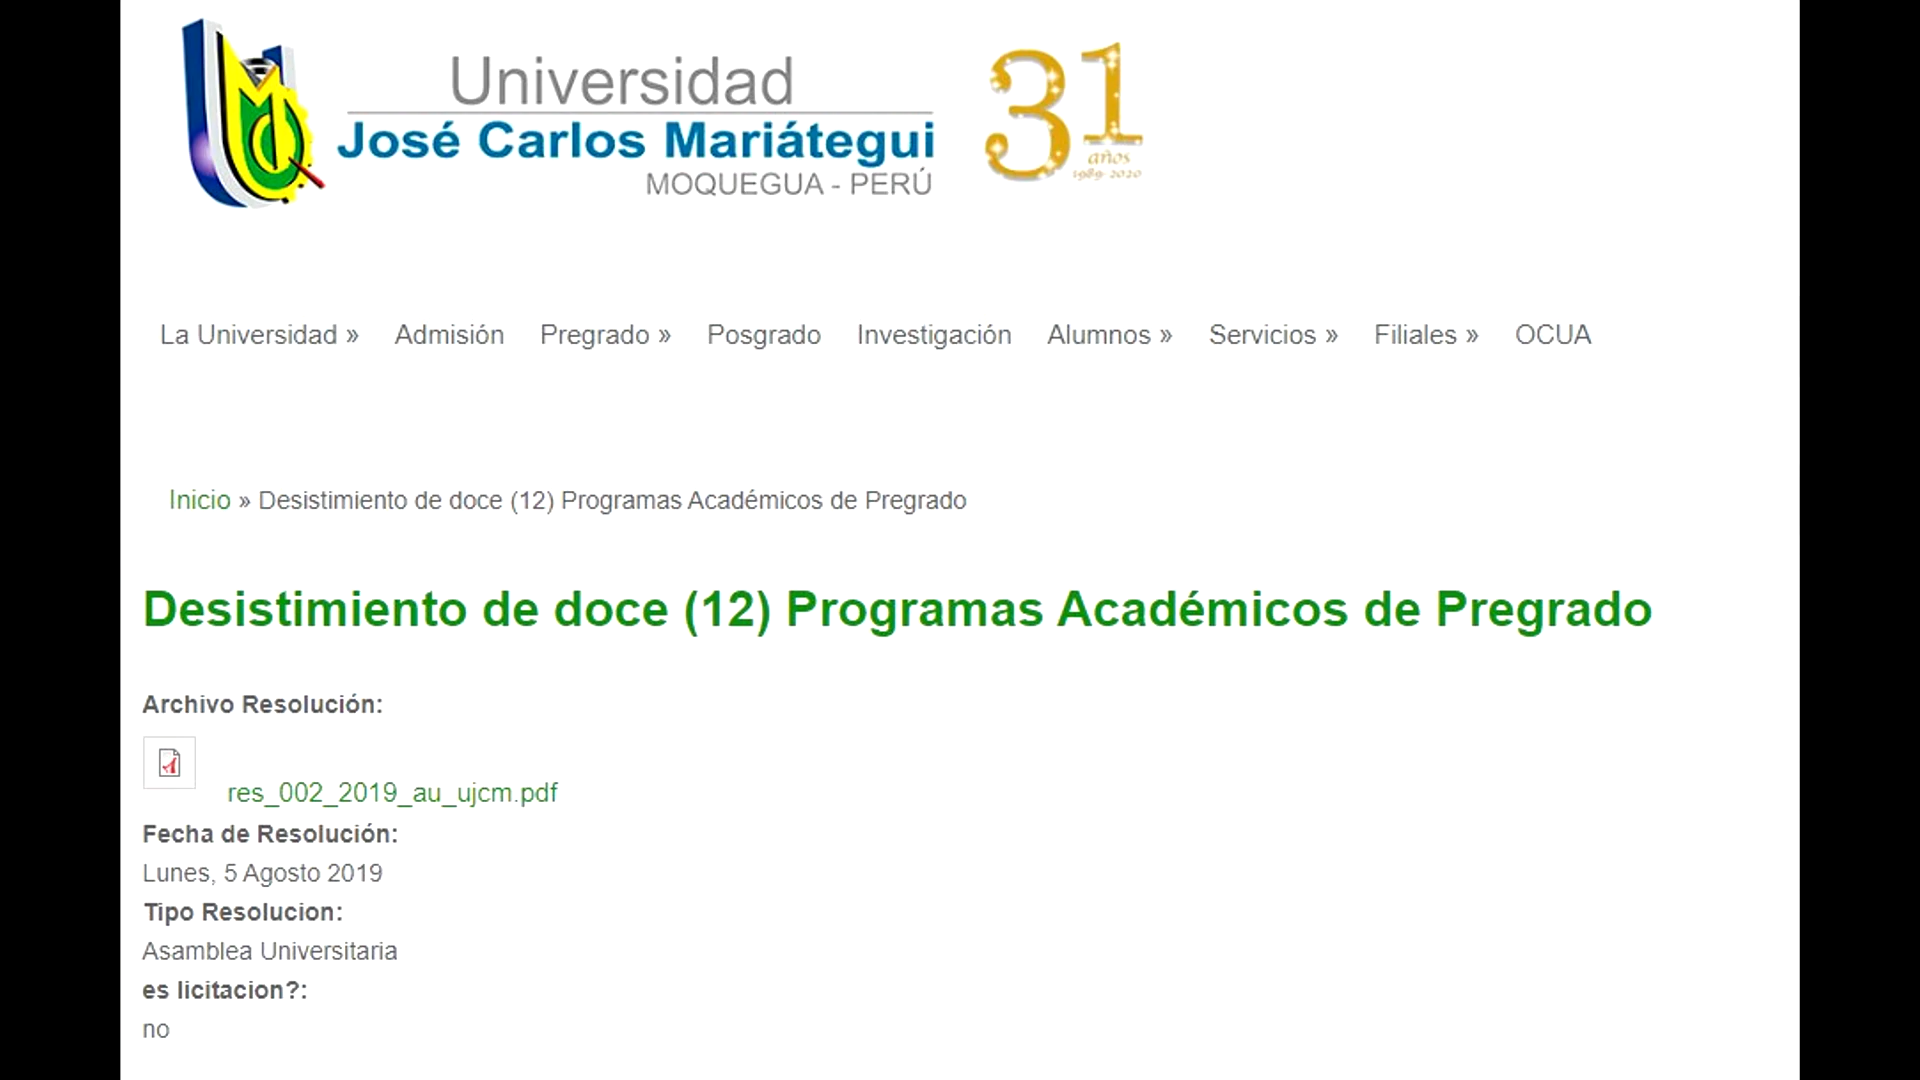 Universidad
José Carlos Mariátegui
MOQUEGUA - PERÚ
31
años
1989-2020
La Universidad » Admisión Pregrado » Posgrado Investigación Alumnos » Servicios » Filiales » OCUA
Inicio » Desistimiento de doce (12) Programas Académicos de Pregrado
Desistimiento de doce (12) Programas Académicos de Pregrado
Archivo Resolución:
res_002_2019_au_ujcm.pdf
Fecha de Resolución:
Lunes, 5 Agosto 2019
Tipo Resolucion:
Asamblea Universitaria
es licitacion?:
no